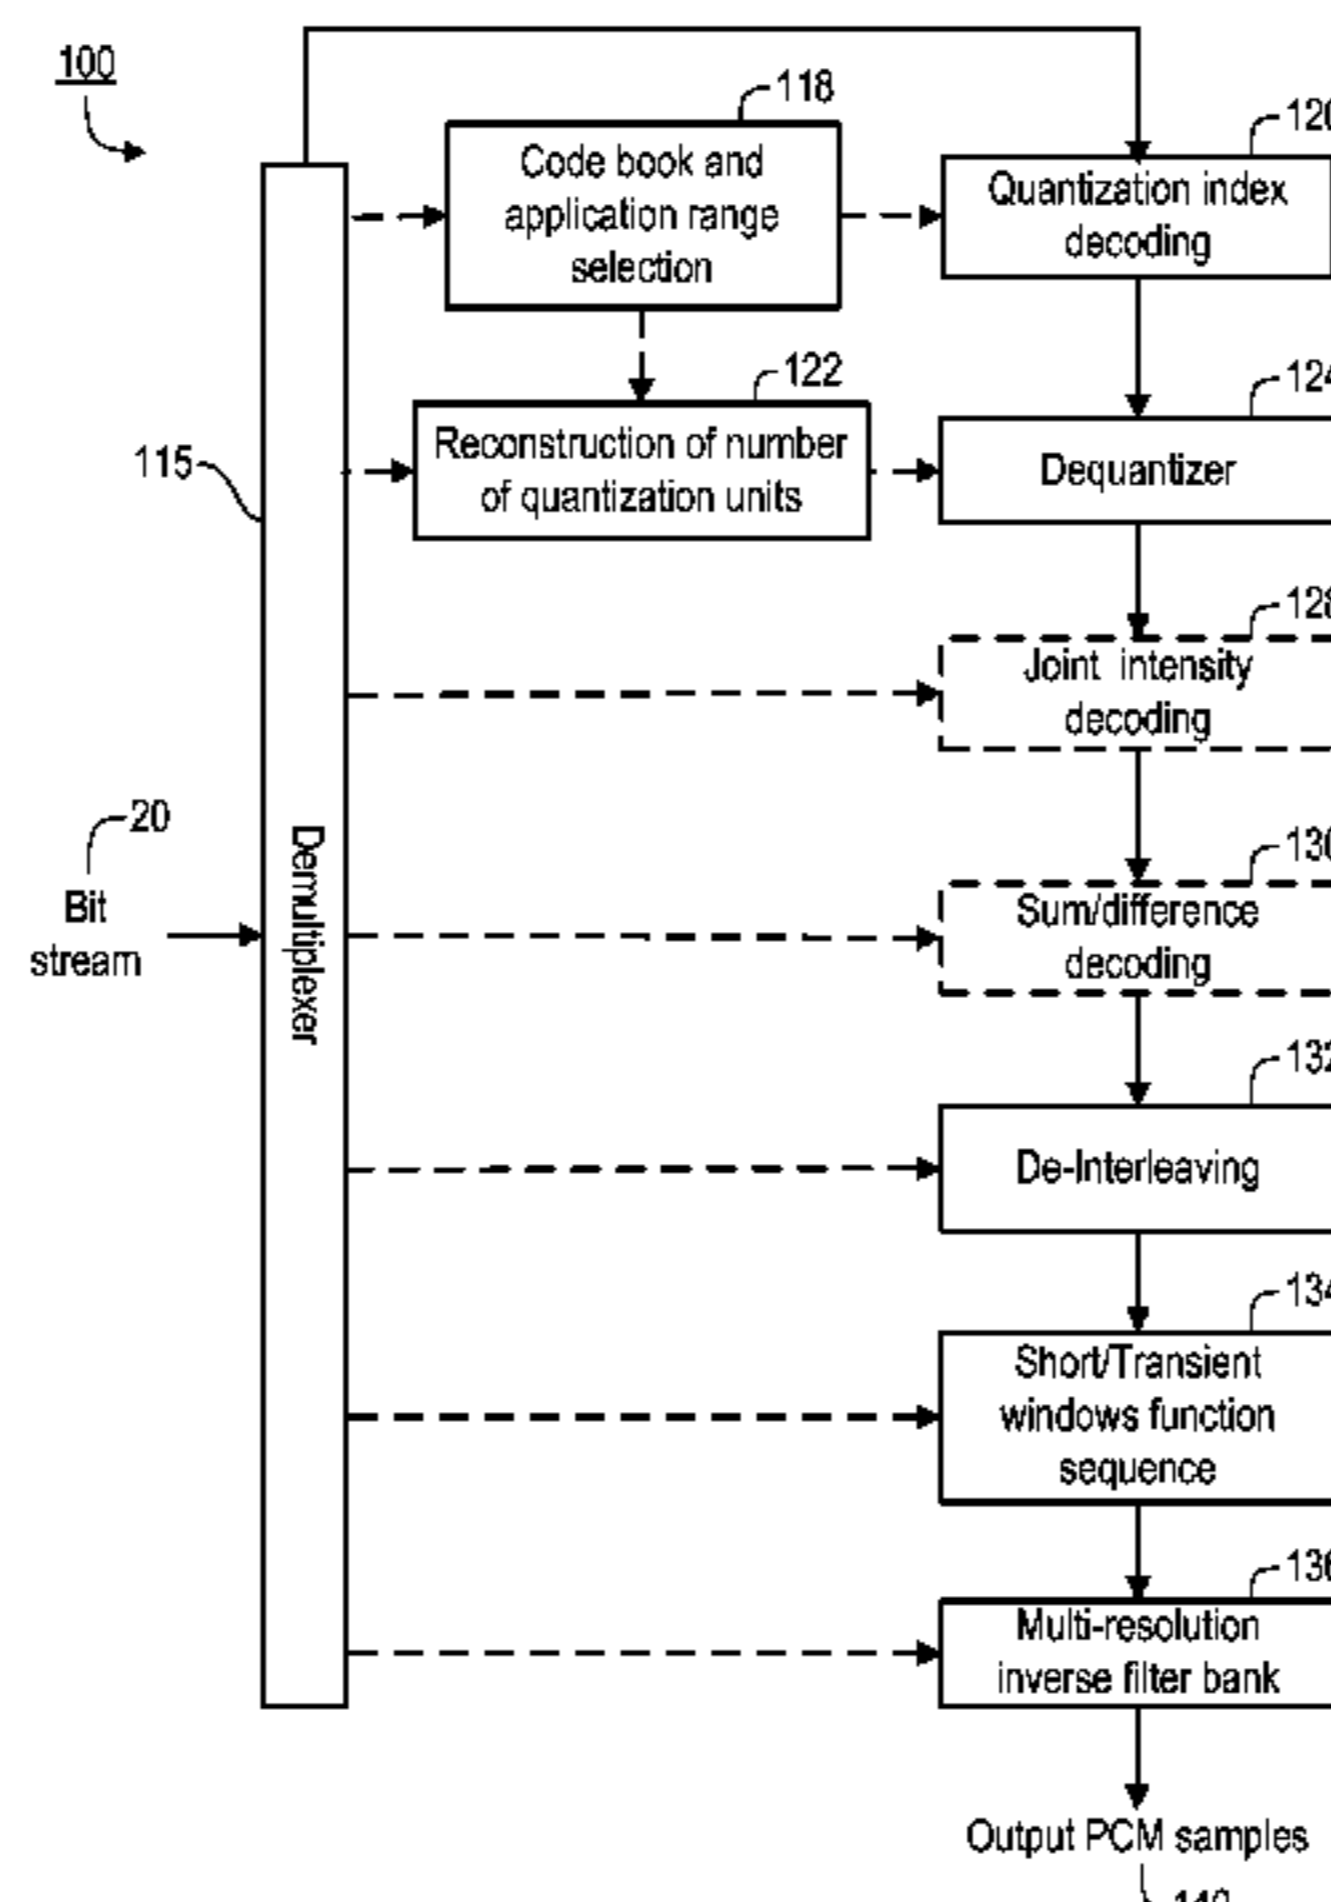 100
118
Code book and
application range
selection
120
Quantization index
decoding
122
Reconstruction of number
of quantization units
124
Dequantizer
115
128
Joint intensity
decoding
20
Bit
stream
Demultiplexer
130
Sum/difference
decoding
132
De-Interleaving
134
Short/Transient
windows function
sequence
136
Multi-resolution
inverse filter bank
Output PCM samples